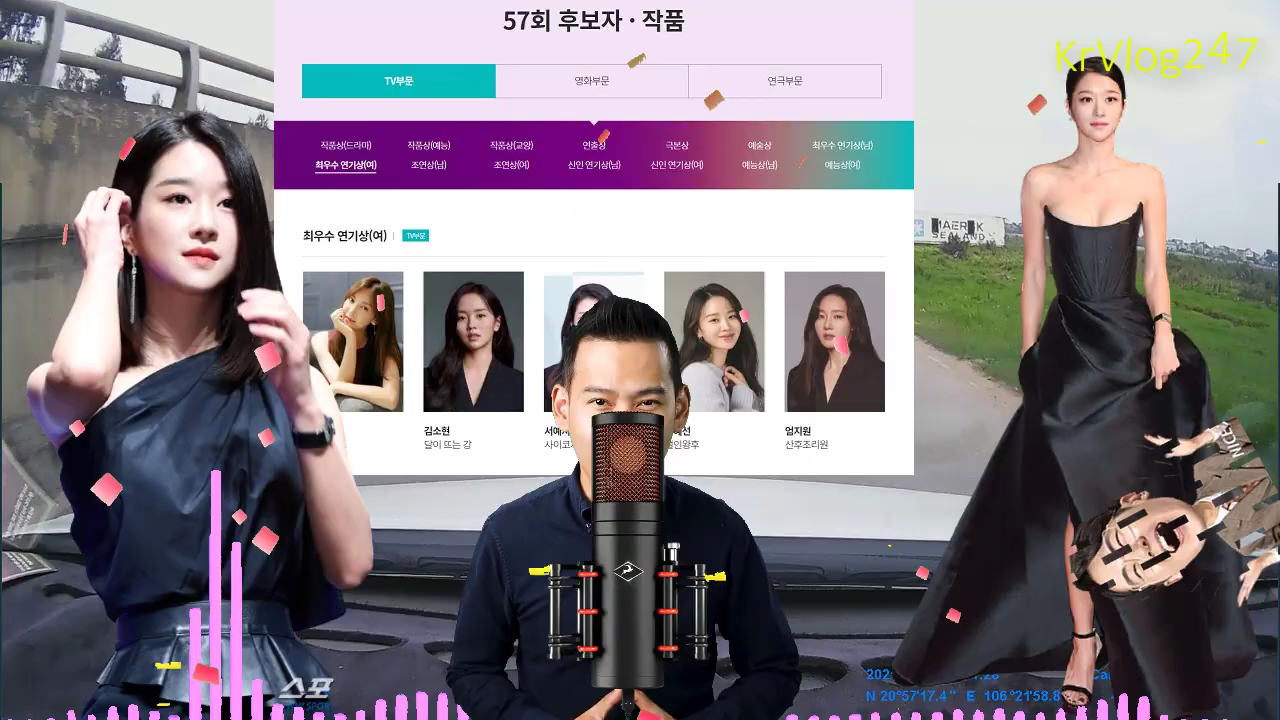 57회 후보자 · 작품
KrVlog247
TV부문
영화부문
연극부문
작품상(드라마)
작품상(예능)
작품상(교양)
연출상
극본상
예술상
최우수 연기상(남)
최우수 연기상(여)
조연상(남)
조연상(여)
신인 연기상(남)
신인 연기상(여)
예능상(남)
예능상(여)
최우수 연기상(여)
TV부문
MAERSK
SEALAND
김소현
달이 뜨는 강
엄지원
산후조리원
스포
N 20°57'17.4" E 106°21'58.8